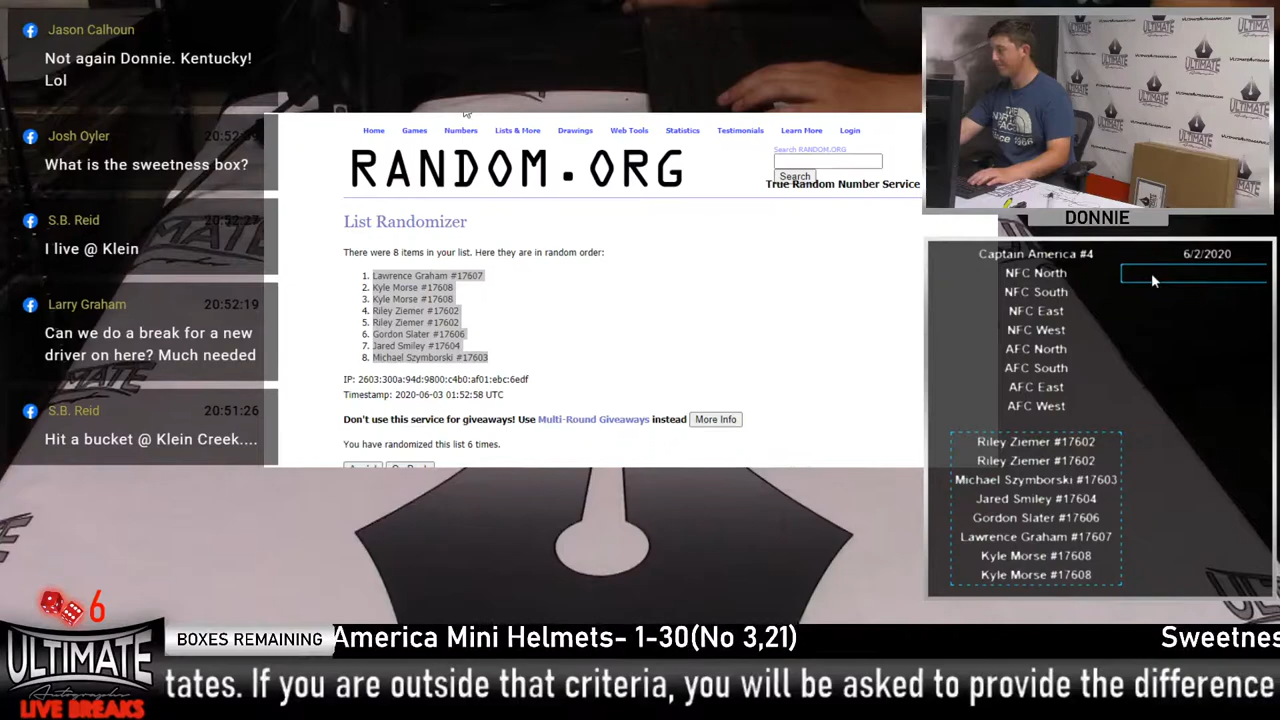 Jason Calhoun
Not again Donnie. Kentucky!
Lol
Josh Oyler
What is the sweetness box?
S.B. Reid
20:52:27
I live @ Klein
Larry Graham
20:52:19
Can we do a break for a new
driver on here? Much needed
S.B. Reid
20:51:26
Hit a bucket @ Klein Creek....
Home Games Numbers Lists & More Drawings Web Tools Statistics Testimonials Learn More Login
RANDOM.ORG
Search RANDOM.ORG
Search
True Random Number Service
List Randomizer
There were 8 items in your list. Here they are in random order:
1. Lawrence Graham #17607
2. Kyle Morse #17608
3. Kyle Morse #17608
4. Riley Ziemer #17602
5. Riley Ziemer #17602
6. Gordon Slater #17606
7. Jared Smiley #17604
8. Michael Szymborski #17603
IP: 2603:300a:94d:9800:c4b0:af01:ebc:6edf
Timestamp: 2020-06-03 01:52:58 UTC
Don't use this service for giveaways! Use Multi-Round Giveaways instead
More Info
You have randomized this list 6 times.
THE
NORTH
FACE
ULTIMATE
DONNIE
Captain America #4 6/2/2020
NFC North
NFC South
NFC East
NFC West
AFC North
AFC South
AFC East
AFC West
Riley Ziemer #17602
Riley Ziemer #17602
Michael Szymborski #17603
Jared Smiley #17604
Gordon Slater #17606
Lawrence Graham #17607
Kyle Morse #17608
Kyle Morse #17608
6
ULTIMATE
Autographs
LIVE BREAKS
BOXES REMAINING
America Mini Helmets- 1-30(No 3,21)
Sweetnes
tates. If you are outside that criteria, you will be asked to provide the difference